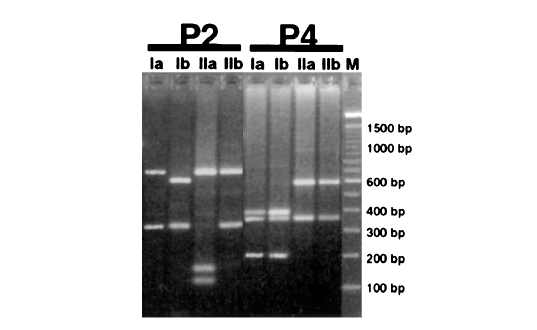 P2 P4
Ia Ib IIa IIb Ia Ib IIa IIb M
1500 bp
1000 bp
600 bp
400 bp
300 bp
200 bp
100 bp